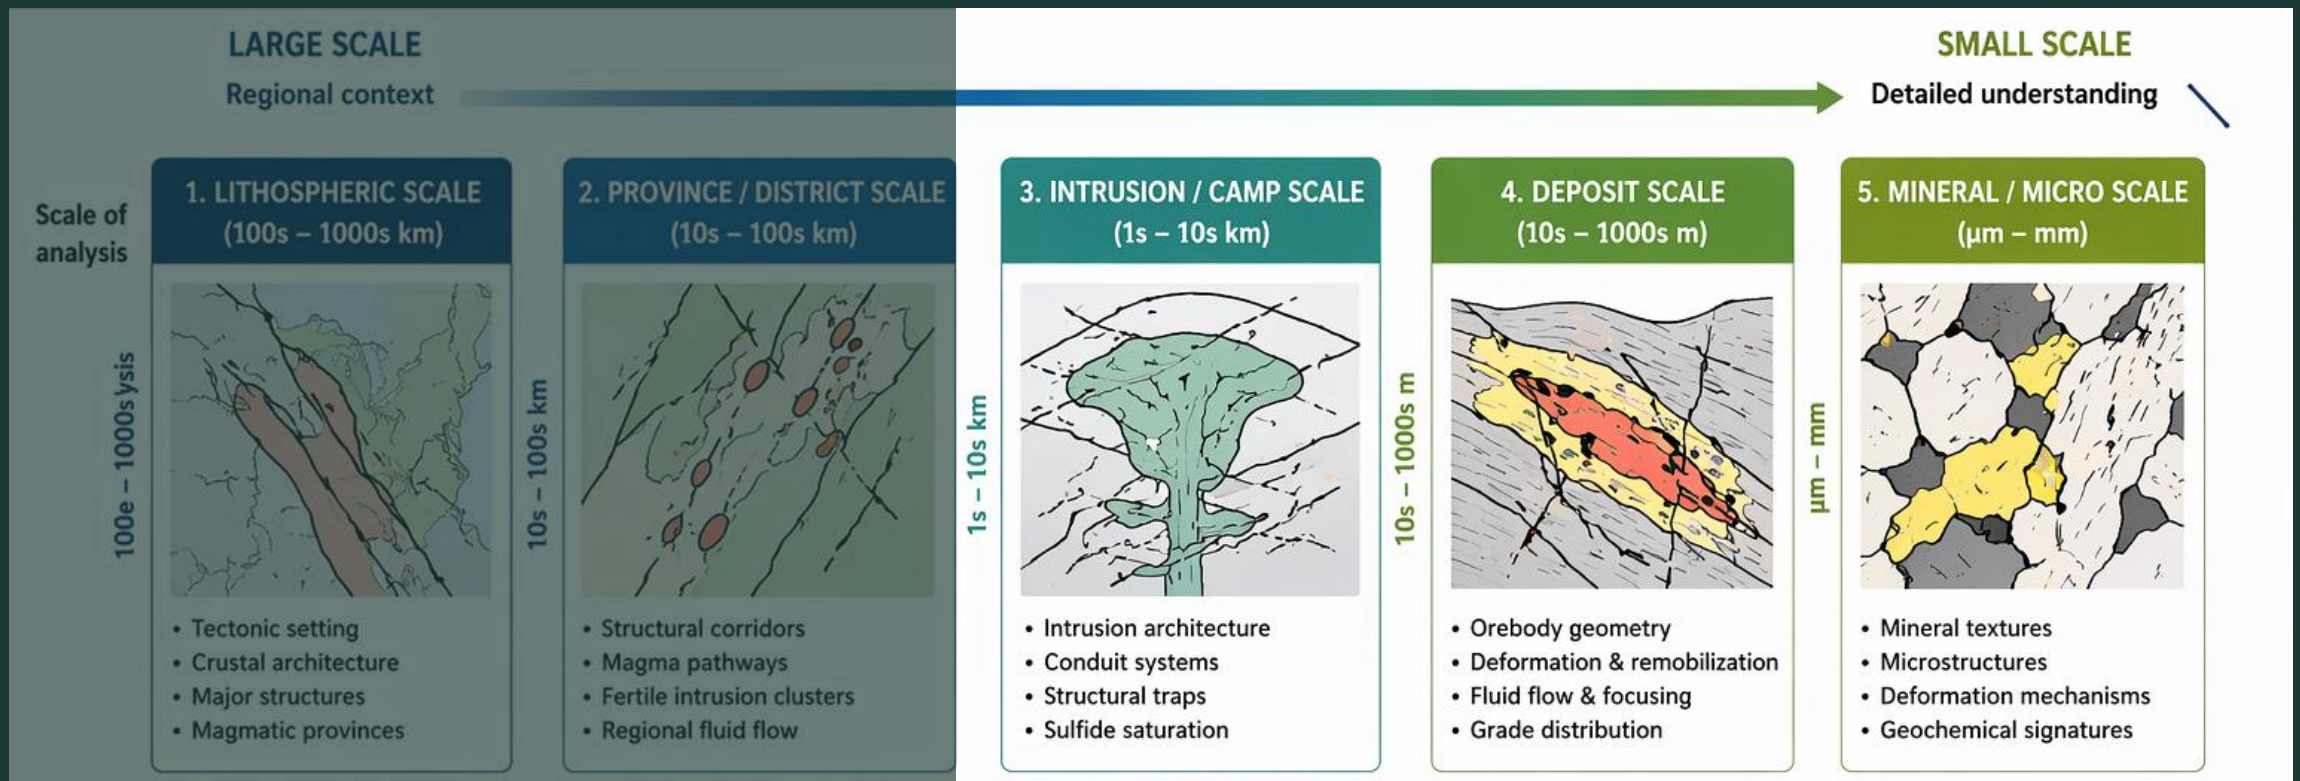 LARGE SCALE
Regional context
SMALL SCALE
Detailed understanding
Scale of
analysis
1. LITHOSPHERIC SCALE
(100s – 1000s km)
100e – 1000s ysis
• Tectonic setting
• Crustal architecture
• Major structures
• Magmatic provinces
2. PROVINCE / DISTRICT SCALE
(10s – 100s km)
10s – 100s km
• Structural corridors
• Magma pathways
• Fertile intrusion clusters
• Regional fluid flow
3. INTRUSION / CAMP SCALE
(1s – 10s km)
1s – 10s km
• Intrusion architecture
• Conduit systems
• Structural traps
• Sulfide saturation
4. DEPOSIT SCALE
(10s – 1000s m)
10s – 1000s m
• Orebody geometry
• Deformation & remobilization
• Fluid flow & focusing
• Grade distribution
5. MINERAL / MICRO SCALE
(µm – mm)
µm – mm
• Mineral textures
• Microstructures
• Deformation mechanisms
• Geochemical signatures